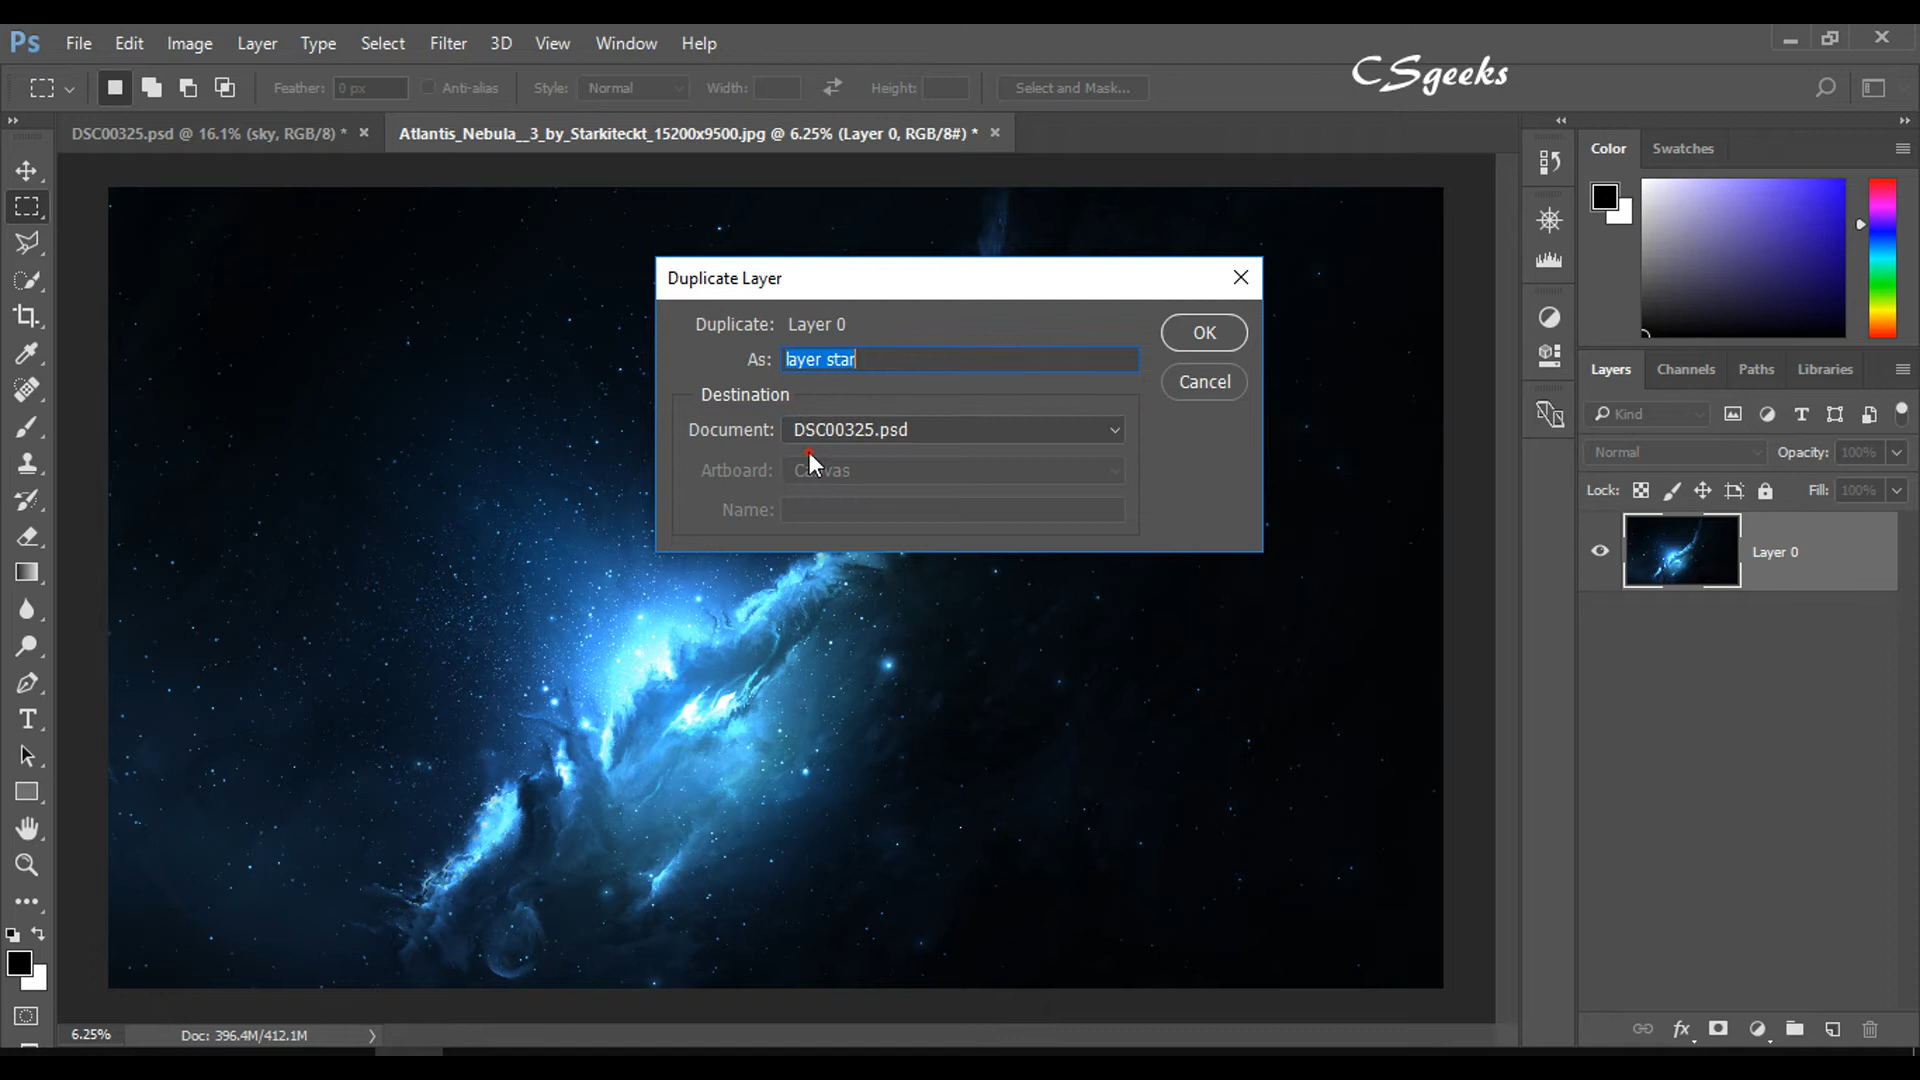 Ps File Edit Image Layer Type Select Filter 3D View Window Help
CSgeeks
Feather: 0 px Anti-alias Style: Normal Width: Height: Select and Mask...
DSC00325.psd @ 16.1% (sky, RGB/8) * Atlantis_Nebula__3_by_Starkiteckt_15200x9500.jpg @ 6.25% (Layer 0, RGB/8#) *
Color Swatches
Duplicate Layer
Duplicate: Layer 0
OK
As: layer star
Cancel
Destination
Document: DSC00325.psd
Artboard: Canvas
Name:
Layers Channels Paths Libraries
Kind
Normal Opacity: 100%
Lock: Fill: 100%
Layer 0
6.25% Doc: 396.4M/412.1M
fx